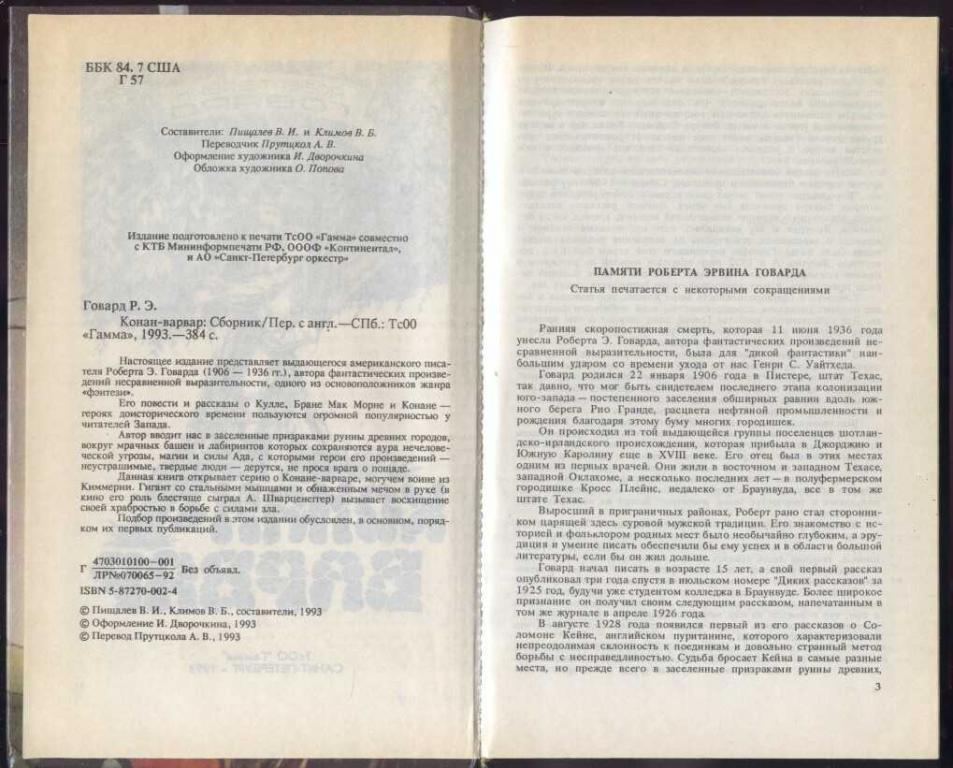 ББК 84. 7 США
Г 57
Составители: Пищалев В. И. и Климов В. Б.
Переводчик Прутцкол А. В.
Оформление художника И. Дворочкина
Обложка художника О. Попова
Издание подготовлено к печати ТсОО «Гамма» совместно
с КТБ Мининформпечати РФ, ОООФ «Континентал»,
и АО «Санкт-Петербург оркестр»
Говард Р. Э.
Конан-варвар: Сборник/Пер. с англ.—СПб.: ТсОО
«Гамма», 1993.—384 с.
Настоящее издание представляет выдающегося американского писа-
теля Роберта Э. Говарда (1906 — 1936 гг.), автора фантастических произве-
дений несравненной выразительности, одного из основоположников жанра
«фэнтези».
Его повести и рассказы о Кулле, Бране Мак Морне и Конане —
героях доисторического времени пользуются огромной популярностью у
читателей Запада.
Автор вводит нас в заселенные призраками руины древних городов,
вокруг мрачных башен и лабиринтов которых сохраняются аура нечелове-
ческой угрозы, магии и силы Ада, с которыми герои его произведений —
неустрашимые, твердые люди — дерутся, не прося врага о пощаде.
Данная книга открывает серию о Конане-варваре, могучем воине из
Киммерии. Гигант со стальными мышцами и обнаженным мечом в руке (в
кино его роль блестяще сыграл А. Шварценеггер) вызывает восхищение
своей храбростью в борьбе с силами зла.
Подбор произведений в этом издании обусловлен, в основном, поряд-
ком их первых публикаций.
Г 4703010100—001
ЛР№070065—92 Без объявл.
ISBN 5-87270-002-4
© Пищалев В. И., Климов В. Б., составители, 1993
© Оформление И. Дворочкина, 1993
© Перевод Прутцкола А. В., 1993
ПАМЯТИ РОБЕРТА ЭРВИНА ГОВАРДА
Статья печатается с некоторыми сокращениями
Ранняя скоропостижная смерть, которая 11 июня 1936 года
унесла Роберта Э. Говарда, автора фантастических произведений не-
сравненной выразительности, была для "дикой фантастики" наи-
большим ударом со времени ухода от нас Генри С. Уайтхеда.
Говард родился 22 января 1906 года в Пистере, штат Техас,
так давно, что мог быть свидетелем последнего этапа колонизации
юго-запада — постепенного заселения обширных равнин вдоль юж-
ного берега Рио Гранде, расцвета нефтяной промышленности и
рождения благодаря этому буму многих городишек.
Он происходил из той выдающейся группы поселенцев шотлан-
дско-ирландского происхождения, которая прибыла в Джорджию и
Южную Каролину еще в XVIII веке. Его отец был в этих местах
одним из первых врачей. Они жили в восточном и западном Техасе,
западной Оклахоме, а несколько последних лет — в полуфермерском
городишке Кросс Плейнс, недалеко от Браунвуда, все в том же
штате Техас.
Выросший в приграничных районах, Роберт рано стал сторонни-
ком царящей здесь суровой мужской традиции. Его знакомство с ис-
торией и фольклором родных мест было необычайно глубоким, а эру-
диция и умение писать обеспечили бы ему успех и в области большой
литературы, если бы он жил дольше.
Говард начал писать в возрасте 15 лет, а свой первый рассказ
опубликовал три года спустя в июльском номере "Диких рассказов" за
1925 год, будучи уже студентом колледжа в Браунвуде. Более широкое
признание он получил своим следующим рассказом, напечатанным в
том же журнале в апреле 1926 года.
В августе 1928 года появился первый из его рассказов о Со-
ломоне Кейне, английском пуританине, которого характеризовали
непреодолимая склонность к поединкам и довольно странный метод
борьбы с несправедливостью. Судьба бросает Кейна в самые разные
места, но прежде всего в заселенные призраками руины древних,
3